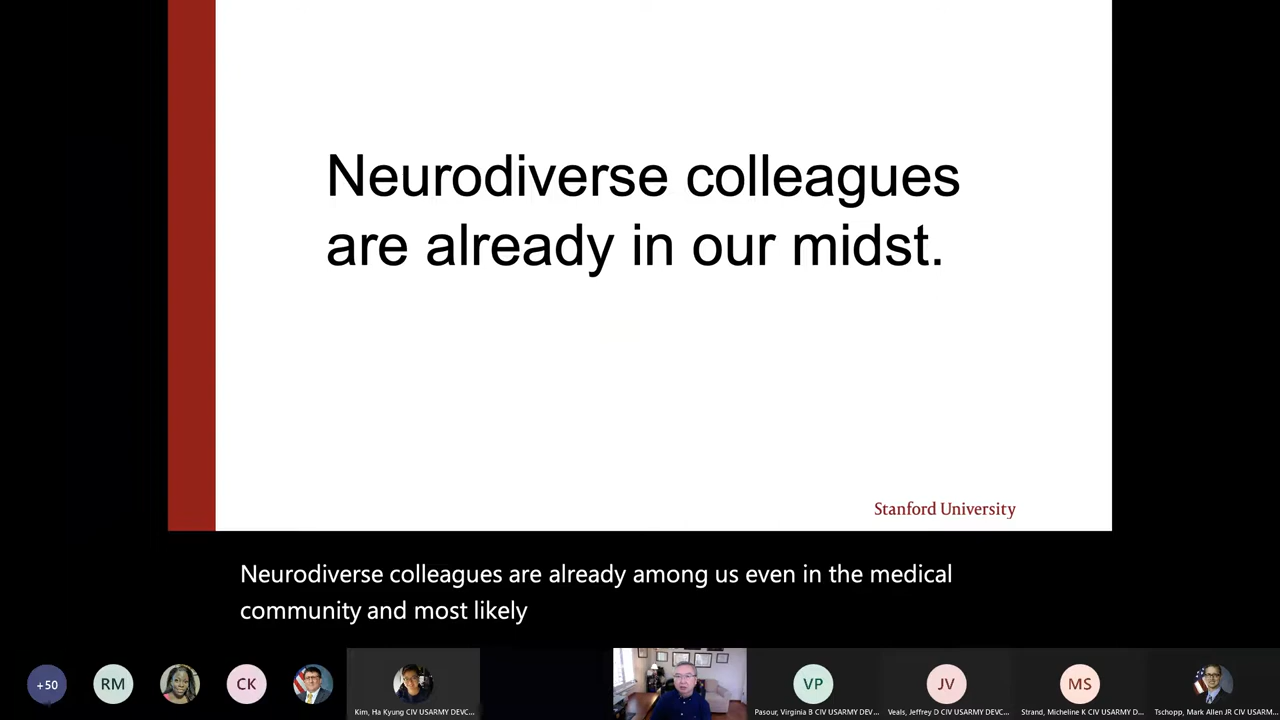 Neurodiverse colleagues
are already in our midst.
Stanford University
Neurodiverse colleagues are already among us even in the medical
community and most likely
+50
RM
CK
Kim, Ha Kyung CIV USARMY DEVC...
VP
Pasour, Virginia B CIV USARMY DEV...
JV
Veals, Jeffrey D CIV USARMY DEVC...
MS
Strand, Micheline K CIV USARMY D...
Tschopp, Mark Allen JR CIV USARM...